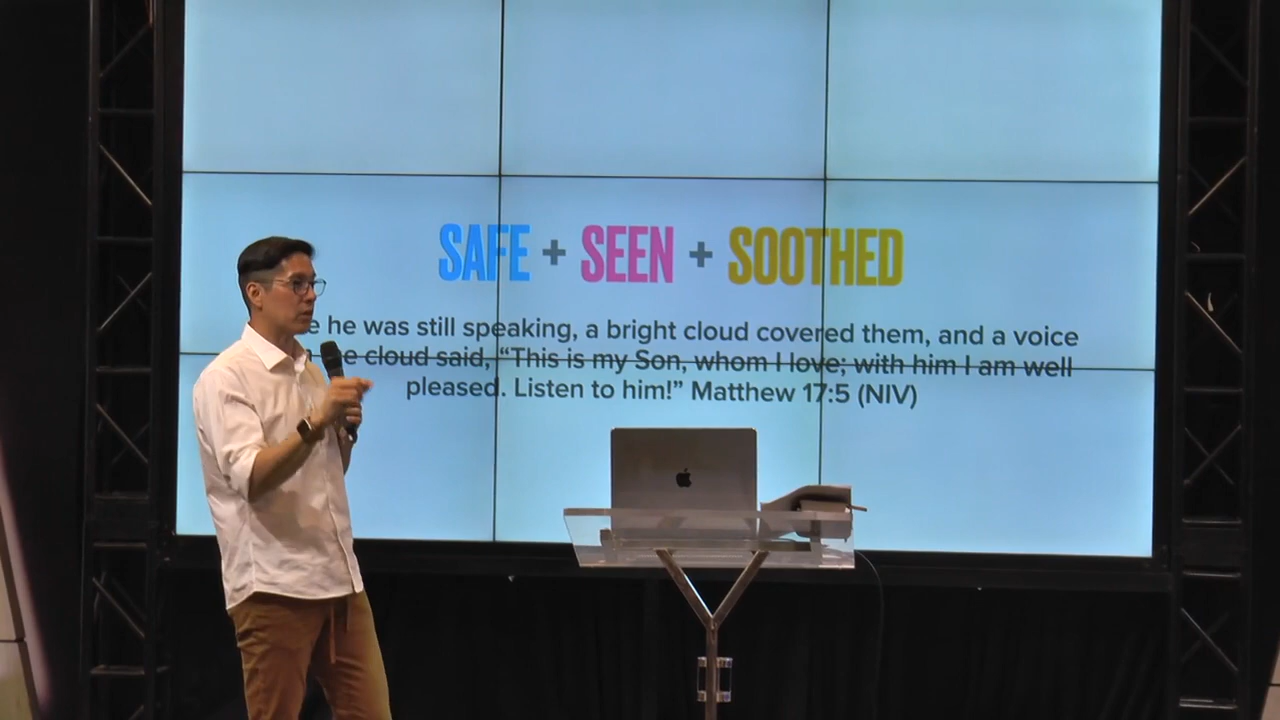 SAFE + SEEN + SOOTHED
he was still speaking, a bright cloud covered them, and a voice
cloud said, “This is my Son, whom I love; with him I am well
pleased. Listen to him!” Matthew 17:5 (NIV)